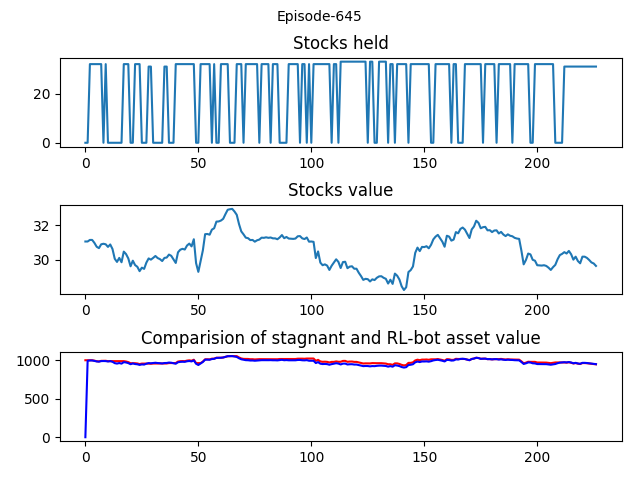 Episode-645
Stocks held
20
0
0 50 100 150 200
Stocks value
32
30
0 50 100 150 200
Comparision of stagnant and RL-bot asset value
1000
500
0
0 50 100 150 200